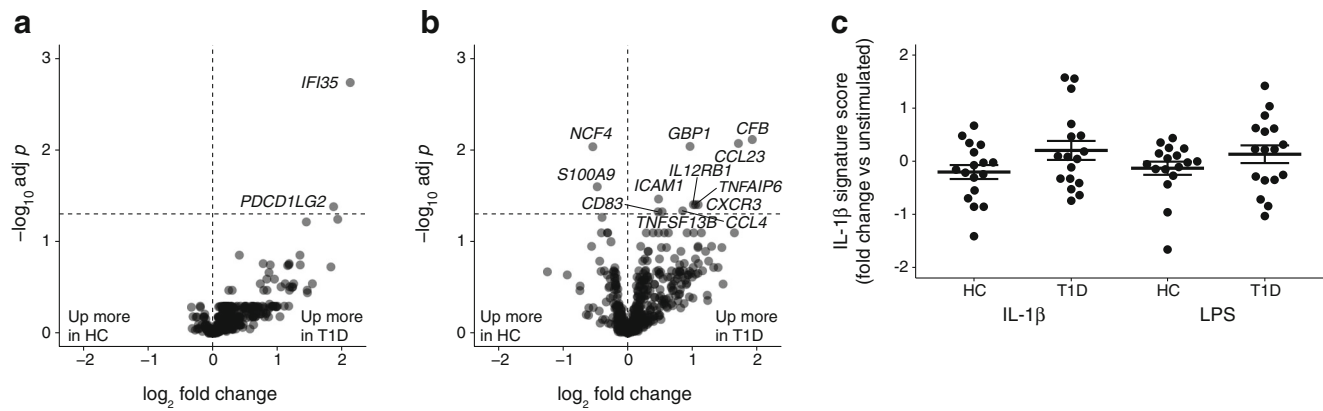 a
3
2
1
0
−log10 adj p
IFI35
PDCD1LG2
Up more
in HC
Up more
in T1D
−2
−1
0
1
2
log2 fold change
b
3
2
1
0
−log10 adj p
NCF4
GBP1
CFB
CCL23
S100A9
IL12RB1
ICAM1
TNFAIP6
CD83
CXCR3
TNFSF13B
CCL4
Up more
in HC
Up more
in T1D
−2
−1
0
1
2
log2 fold change
c
IL-1β signature score
(fold change vs unstimulated)
2
1
0
-1
-2
HC
T1D
HC
T1D
IL-1β
LPS